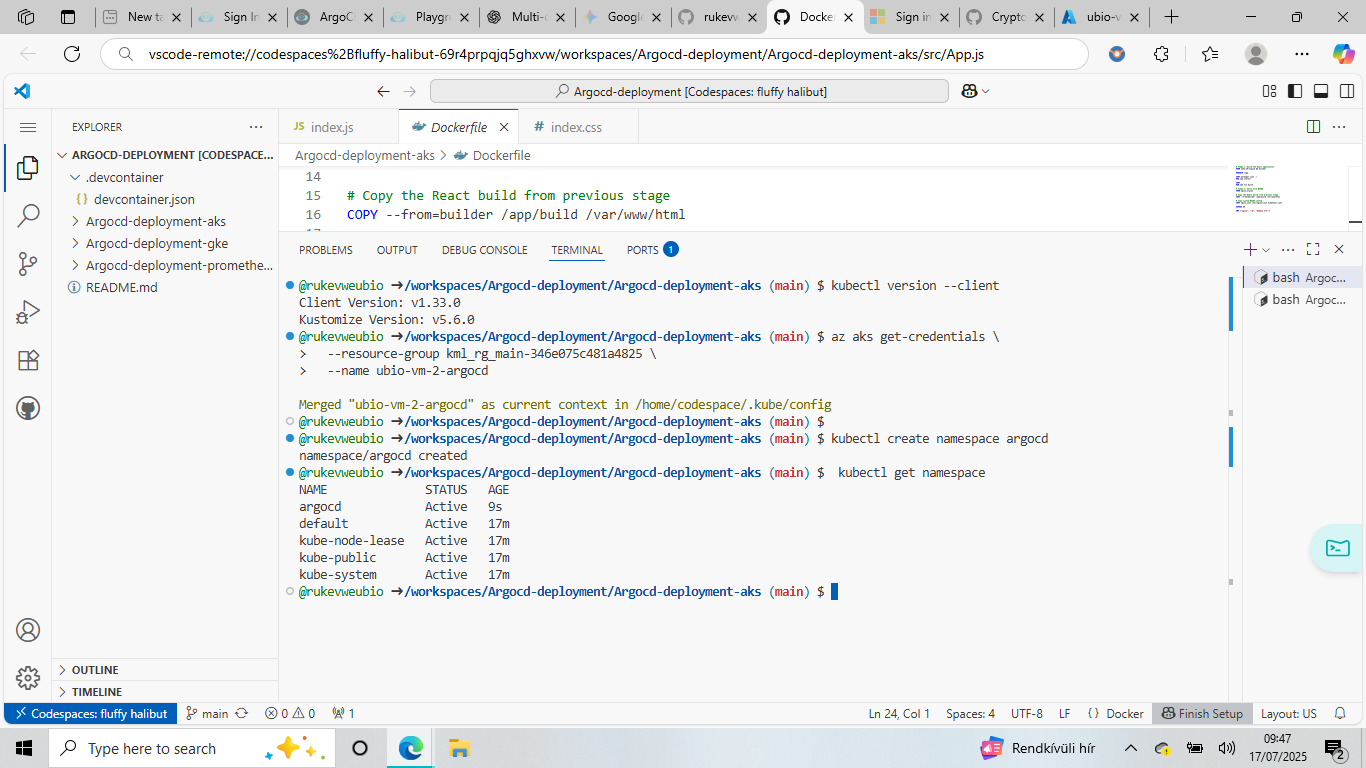 New ta
Sign In
ArgoC
Playgr
Multi-c
Google
rukevw
Docke
Sign in
Crypto
ubio-v
vscode-remote://codespaces%2Bfluffy-halibut-69r4prpqjq5ghxvw/workspaces/Argocd-deployment/Argocd-deployment-aks/src/App.js
Argocd-deployment [Codespaces: fluffy halibut]
EXPLORER
ARGOCD-DEPLOYMENT [CODESPACE...
.devcontainer
{} devcontainer.json
Argocd-deployment-aks
Argocd-deployment-gke
Argocd-deployment-promethe...
README.md
OUTLINE
TIMELINE
JS index.js
Dockerfile
# index.css
Argocd-deployment-aks > Dockerfile
14
15 # Copy the React build from previous stage
16 COPY --from=builder /app/build /var/www/html
17
PROBLEMS OUTPUT DEBUG CONSOLE TERMINAL PORTS 1
@rukevweubio ➜/workspaces/Argocd-deployment/Argocd-deployment-aks (main) $ kubectl version --client
Client Version: v1.33.0
Kustomize Version: v5.6.0
@rukevweubio ➜/workspaces/Argocd-deployment/Argocd-deployment-aks (main) $ az aks get-credentials \
> --resource-group kml_rg_main-346e075c481a4825 \
> --name ubio-vm-2-argocd
Merged "ubio-vm-2-argocd" as current context in /home/codespace/.kube/config
@rukevweubio ➜/workspaces/Argocd-deployment/Argocd-deployment-aks (main) $
@rukevweubio ➜/workspaces/Argocd-deployment/Argocd-deployment-aks (main) $ kubectl create namespace argocd
namespace/argocd created
@rukevweubio ➜/workspaces/Argocd-deployment/Argocd-deployment-aks (main) $ kubectl get namespace
NAME STATUS AGE
argocd Active 9s
default Active 17m
kube-node-lease Active 17m
kube-public Active 17m
kube-system Active 17m
@rukevweubio ➜/workspaces/Argocd-deployment/Argocd-deployment-aks (main) $
bash Argoc...
bash Argoc...
Codespaces: fluffy halibut
main
0 0
1
Ln 24, Col 1
Spaces: 4
UTF-8
LF
{} Docker
Finish Setup
Layout: US
Type here to search
Rendkívüli hír
09:47
17/07/2025
2